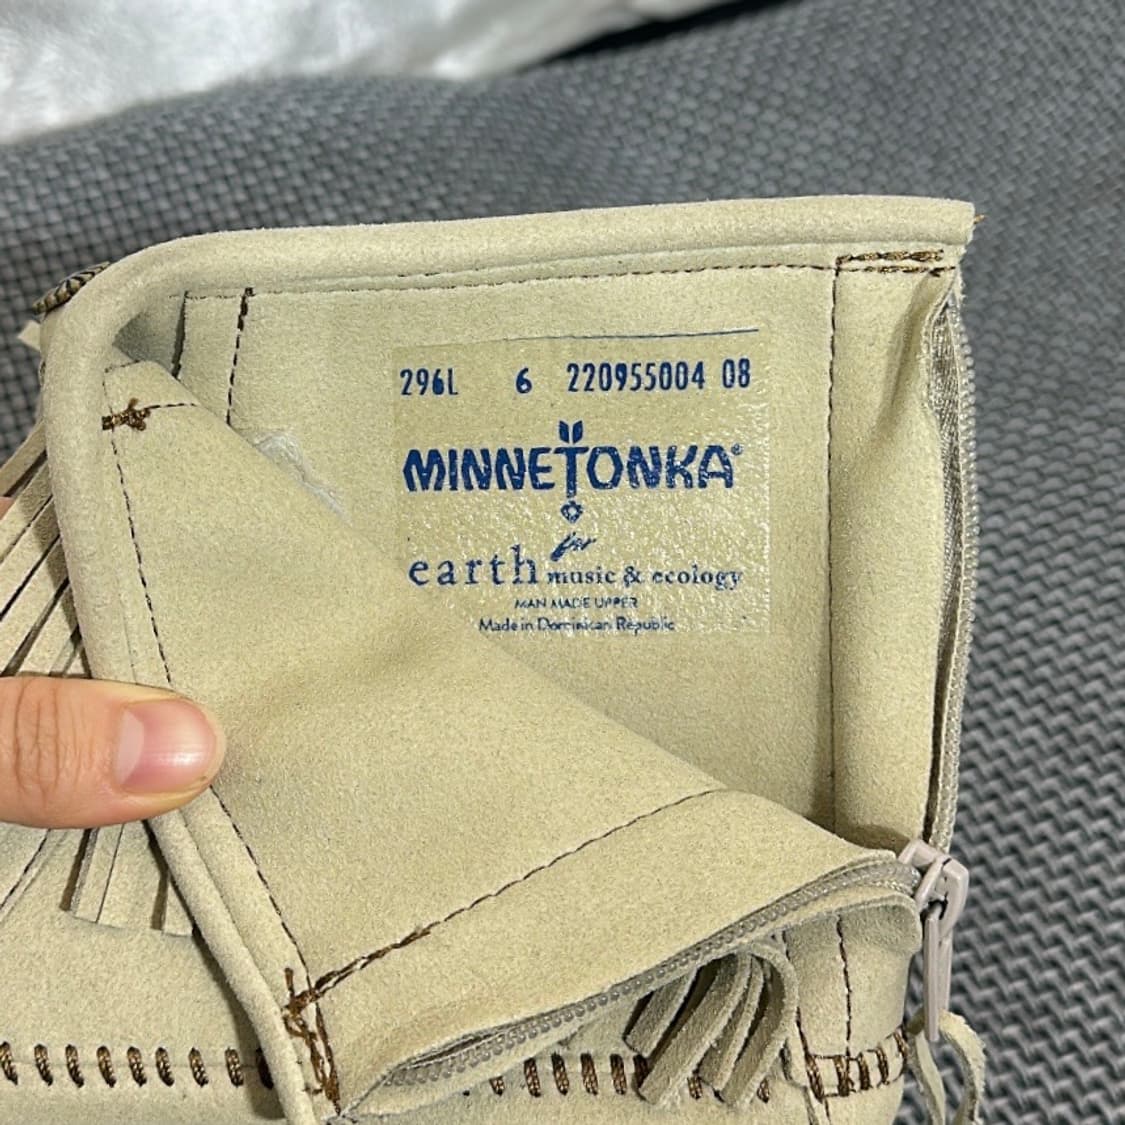 296L 6 220955004 08
MINNETONKA®
for
earth music & ecology
MAN MADE UPPER
Made in Dominican Republic